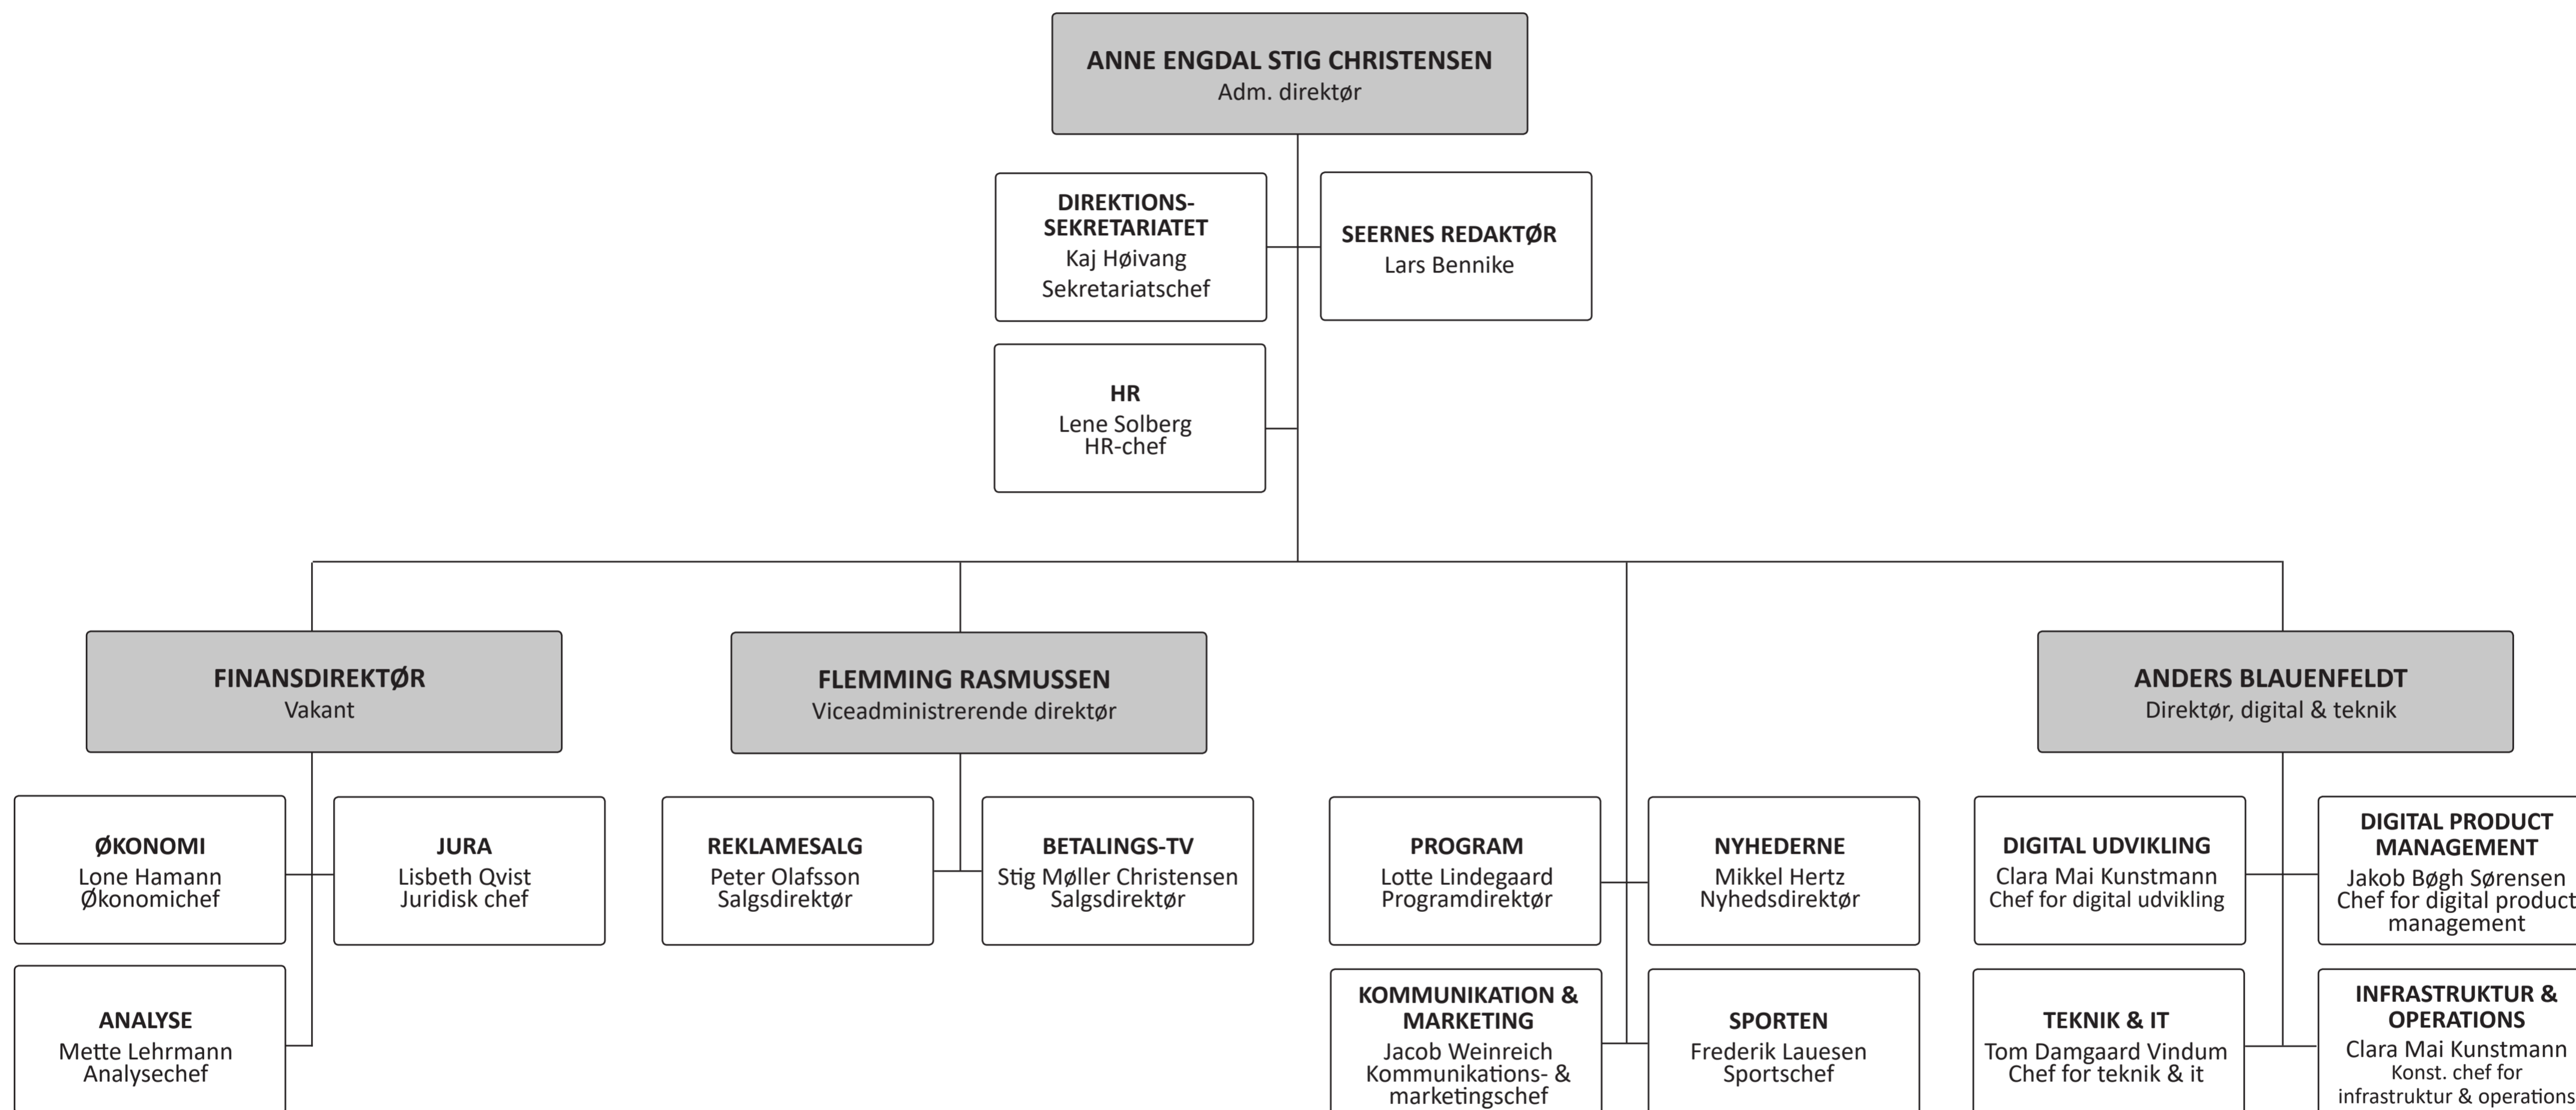 ANNE ENGDAL STIG CHRISTENSEN
Adm. direktør
DIREKTIONS-
SEKRETARIATET
Kaj Høivang
Sekretariatschef
SEERNES REDAKTØR
Lars Bennike
HR
Lene Solberg
HR-chef
FINANSDIREKTØR
Vakant
FLEMMING RASMUSSEN
Viceadministrerende direktør
ANDERS BLAUENFELDT
Direktør, digital & teknik
ØKONOMI
Lone Hamann
Økonomichef
JURA
Lisbeth Qvist
Juridisk chef
REKLAMESALG
Peter Olafsson
Salgsdirektør
BETALINGS-TV
Stig Møller Christensen
Salgsdirektør
PROGRAM
Lotte Lindegaard
Programdirektør
NYHEDERNE
Mikkel Hertz
Nyhedsdirektør
DIGITAL UDVIKLING
Clara Mai Kunstmann
Chef for digital udvikling
DIGITAL PRODUCT
MANAGEMENT
Jakob Bøgh Sørensen
Chef for digital product
management
ANALYSE
Mette Lehrmann
Analysechef
KOMMUNIKATION &
MARKETING
Jacob Weinreich
Kommunikations- &
marketingschef
SPORTEN
Frederik Lauesen
Sportschef
TEKNIK & IT
Tom Damgaard Vindum
Chef for teknik & it
INFRASTRUKTUR &
OPERATIONS
Clara Mai Kunstmann
Konst. chef for
infrastruktur & operations